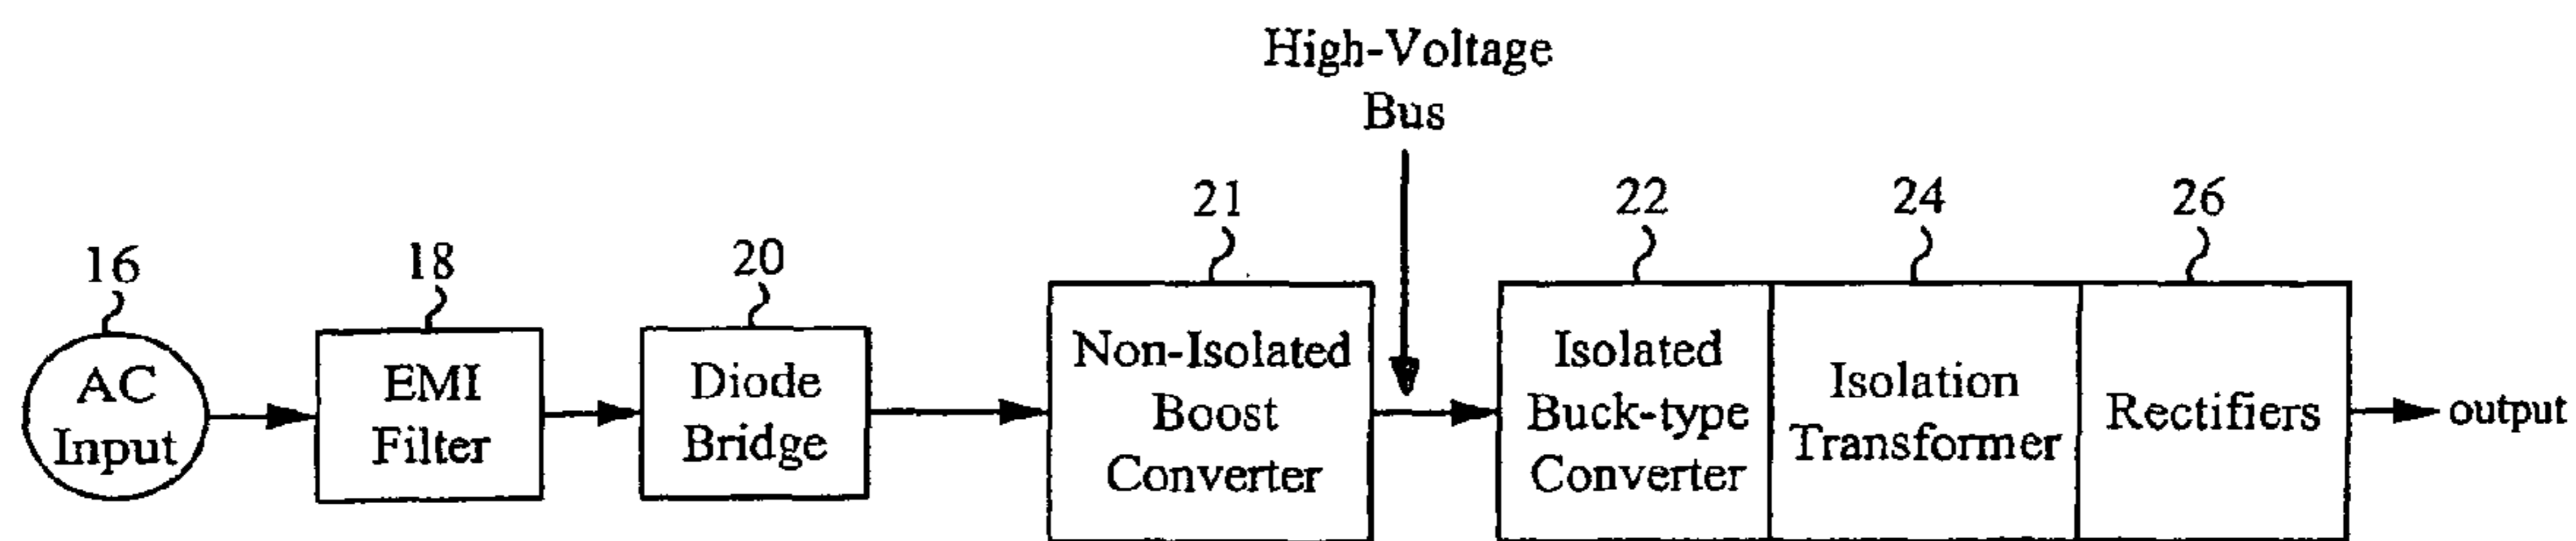 High-Voltage
Bus
16
18
20
21
22
24
26
AC
Input
EMI
Filter
Diode
Bridge
Non-Isolated
Boost
Converter
Isolated
Buck-type
Converter
Isolation
Transformer
Rectifiers
output